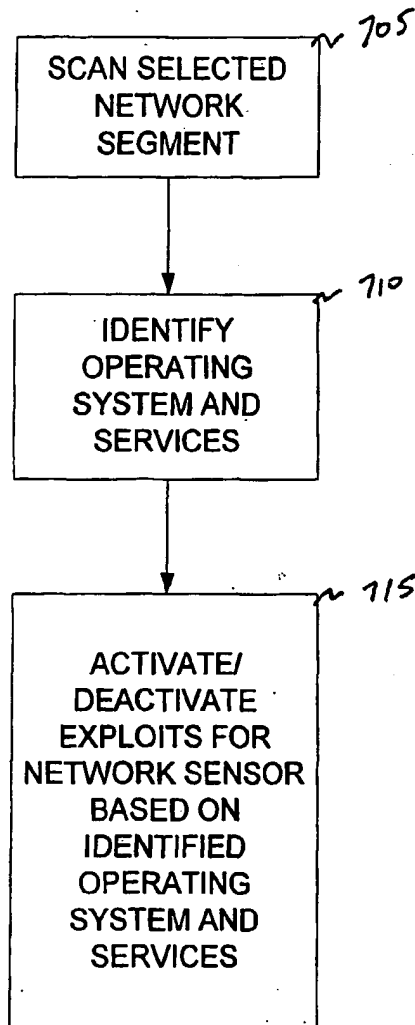 705
SCAN SELECTED
NETWORK
SEGMENT
710
IDENTIFY
OPERATING
SYSTEM AND
SERVICES
715
ACTIVATE/
DEACTIVATE
EXPLOITS FOR
NETWORK SENSOR
BASED ON
IDENTIFIED
OPERATING
SYSTEM AND
SERVICES